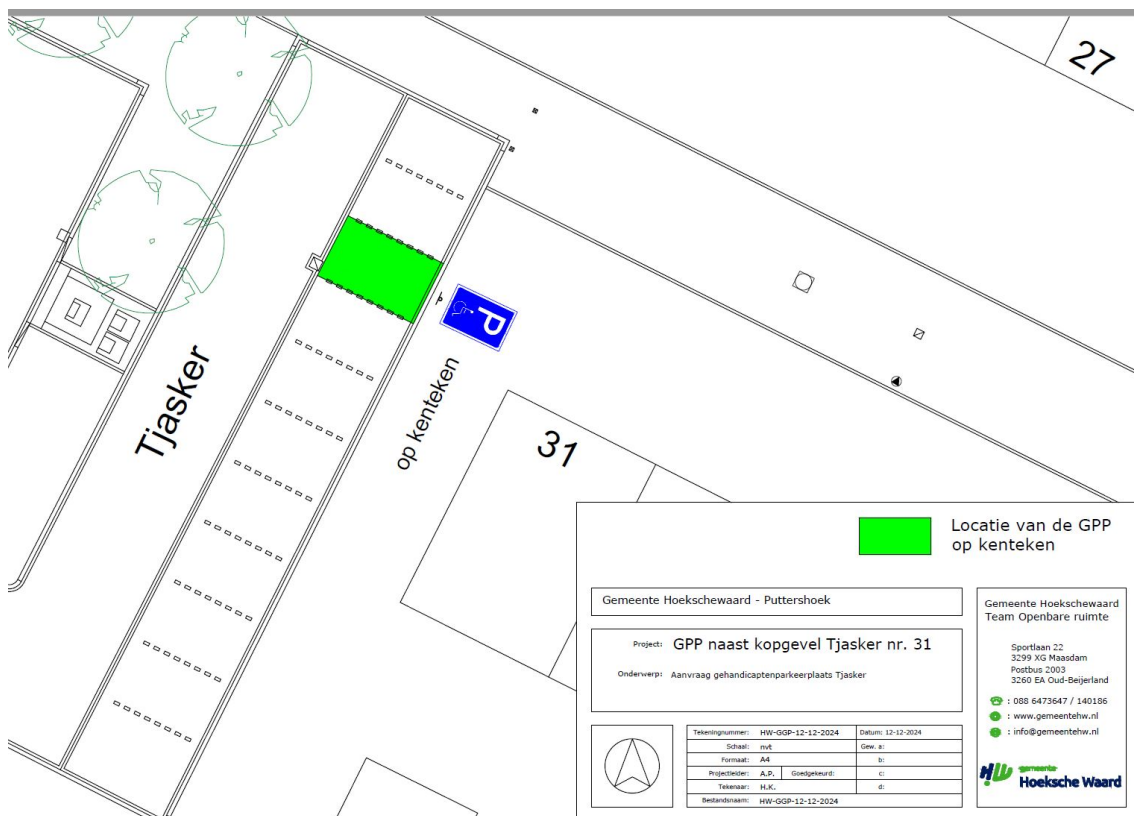 27
P
Tjasker
op kenteken
31
Locatie van de GPP
op kenteken
Gemeente Hoekschewaard - Puttershoek
Project: GPP naast kopgevel Tjasker nr. 31
Onderwerp: Aanvraag gehandicaptenparkeerplaats Tjasker
Tekeningnummer: HW-GGP-12-12-2024 Datum: 12-12-2024
Schaal: nvt Gew. a:
Formaat: A4 b:
Projectleider: A.P. Goedgekeurd: c:
Tekenaar: H.K. d:
Bestandsnaam: HW-GGP-12-12-2024
Gemeente Hoekschewaard
Team Openbare ruimte
Sportlaan 22
3299 XG Maasdam
Postbus 2003
3260 EA Oud-Beijerland
: 088 6473647 / 140186
: www.gemeentehw.nl
: info@gemeentehw.nl
gemeente
Hoeksche Waard